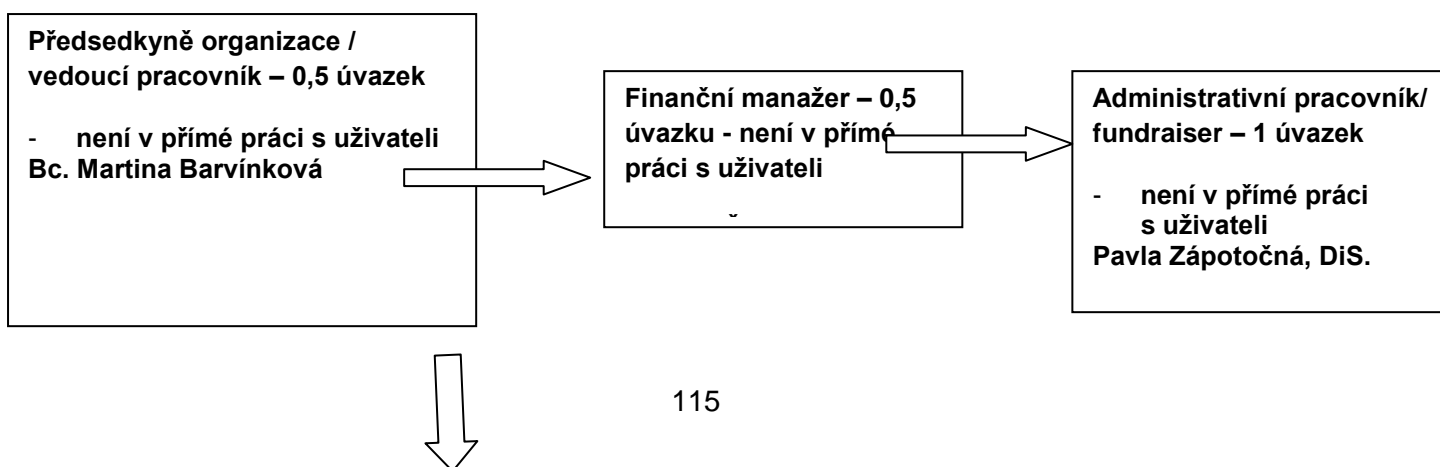 Předsedkyně organizace /
vedoucí pracovník – 0,5 úvazek
- není v přímé práci s uživateli
Bc. Martina Barvínková
Finanční manažer – 0,5
úvazku - není v přímé
práci s uživateli
Administrativní pracovník/
fundraiser – 1 úvazek
- není v přímé práci
s uživateli
Pavla Zápotočná, DiS.
115